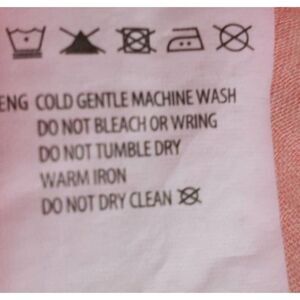 ENG COLD GENTLE MACHINE WASH
DO NOT BLEACH OR WRING
DO NOT TUMBLE DRY
WARM IRON
DO NOT DRY CLEAN